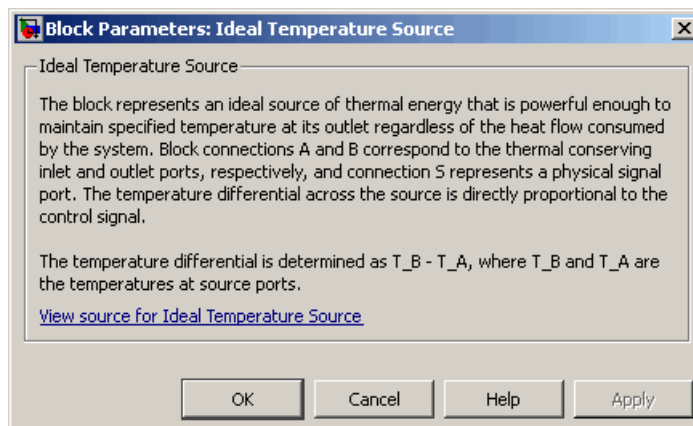 Block Parameters: Ideal Temperature Source
Ideal Temperature Source
The block represents an ideal source of thermal energy that is powerful enough to
maintain specified temperature at its outlet regardless of the heat flow consumed
by the system. Block connections A and B correspond to the thermal conserving
inlet and outlet ports, respectively, and connection S represents a physical signal
port. The temperature differential across the source is directly proportional to the
control signal.
The temperature differential is determined as T_B - T_A, where T_B and T_A are
the temperatures at source ports.
View source for Ideal Temperature Source
OK Cancel Help Apply